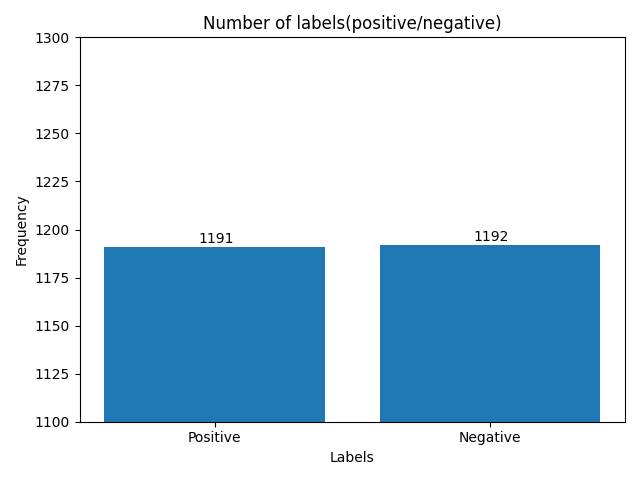 Number of labels(positive/negative)
1300
1275
1250
1225
1200
1175
1150
1125
1100
Frequency
1191
1192
Positive
Negative
Labels